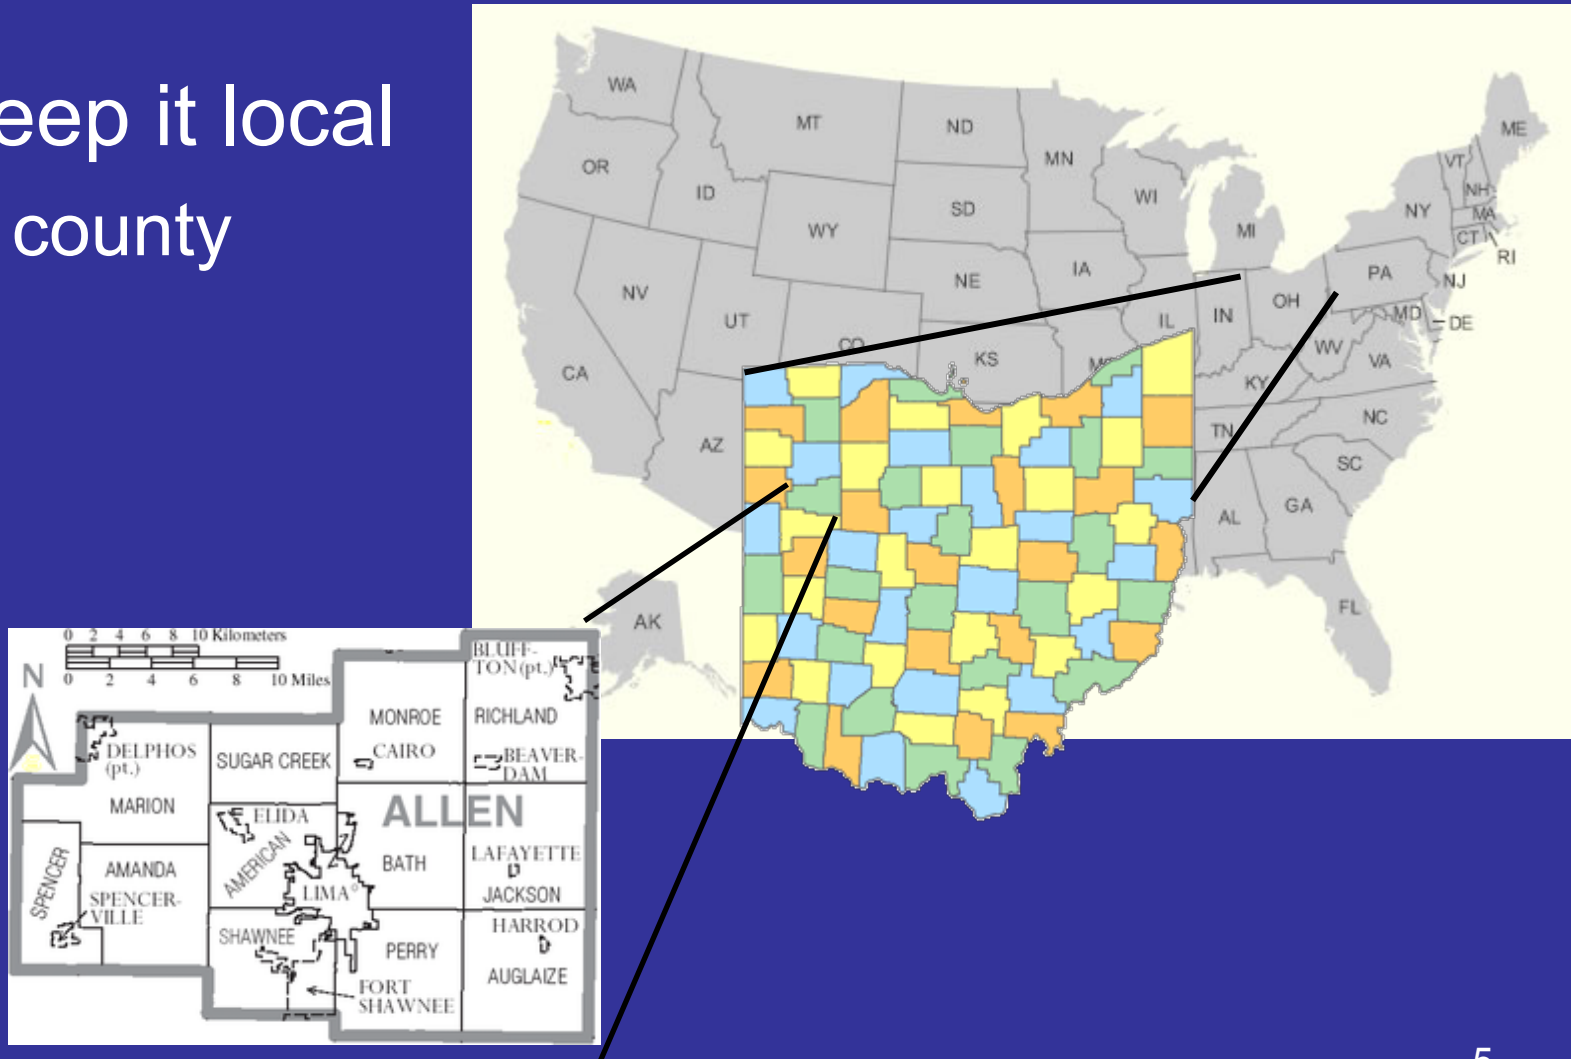 eep it local
county
WA
MT
ND
MN
OR
ID
SD
WI
WY
MI
NY
VT
NH
ME
MA
CT
RI
IA
NE
PA
NJ
NV
UT
CO
IL
IN
OH
MD
DE
WV
VA
KS
CA
KY
NC
TN
AZ
SC
AL
GA
FL
AK
0 2 4 6 8 10 Kilometers
0 2 4 6 8 10 Miles
N
BLUFF-
TON (pt.)
MONROE
RICHLAND
DELPHOS
(pt.)
SUGAR CREEK
CAIRO
BEAVER-
DAM
MARION
ELIDA
ALLEN
AMERICAN
BATH
LAFAYETTE
SPENCER
AMANDA
SPENCER-
VILLE
LIMA
JACKSON
HARROD
SHAWNEE
PERRY
AUGLAIZE
FORT
SHAWNEE